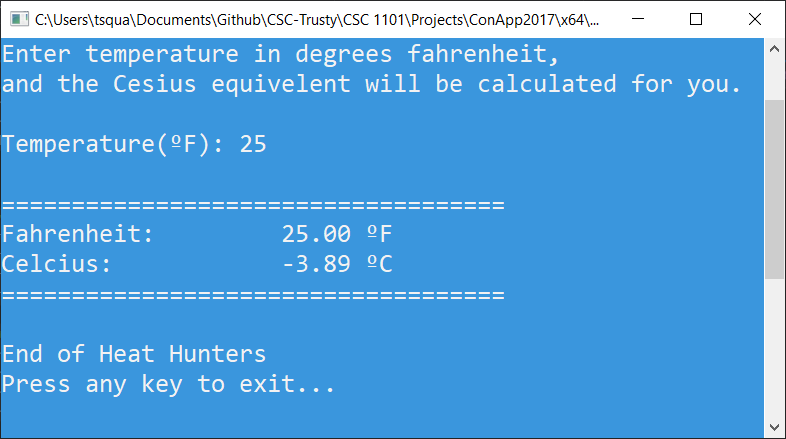 C:\Users\tsqua\Documents\Github\CSC-Trusty\CSC 1101\Projects\ConApp2017\x64\...
Enter temperature in degrees fahrenheit,
and the Cesius equivelent will be calculated for you.
Temperature(ºF): 25
====================================
Fahrenheit:         25.00 ºF
Celcius:            -3.89 ºC
====================================
End of Heat Hunters
Press any key to exit...